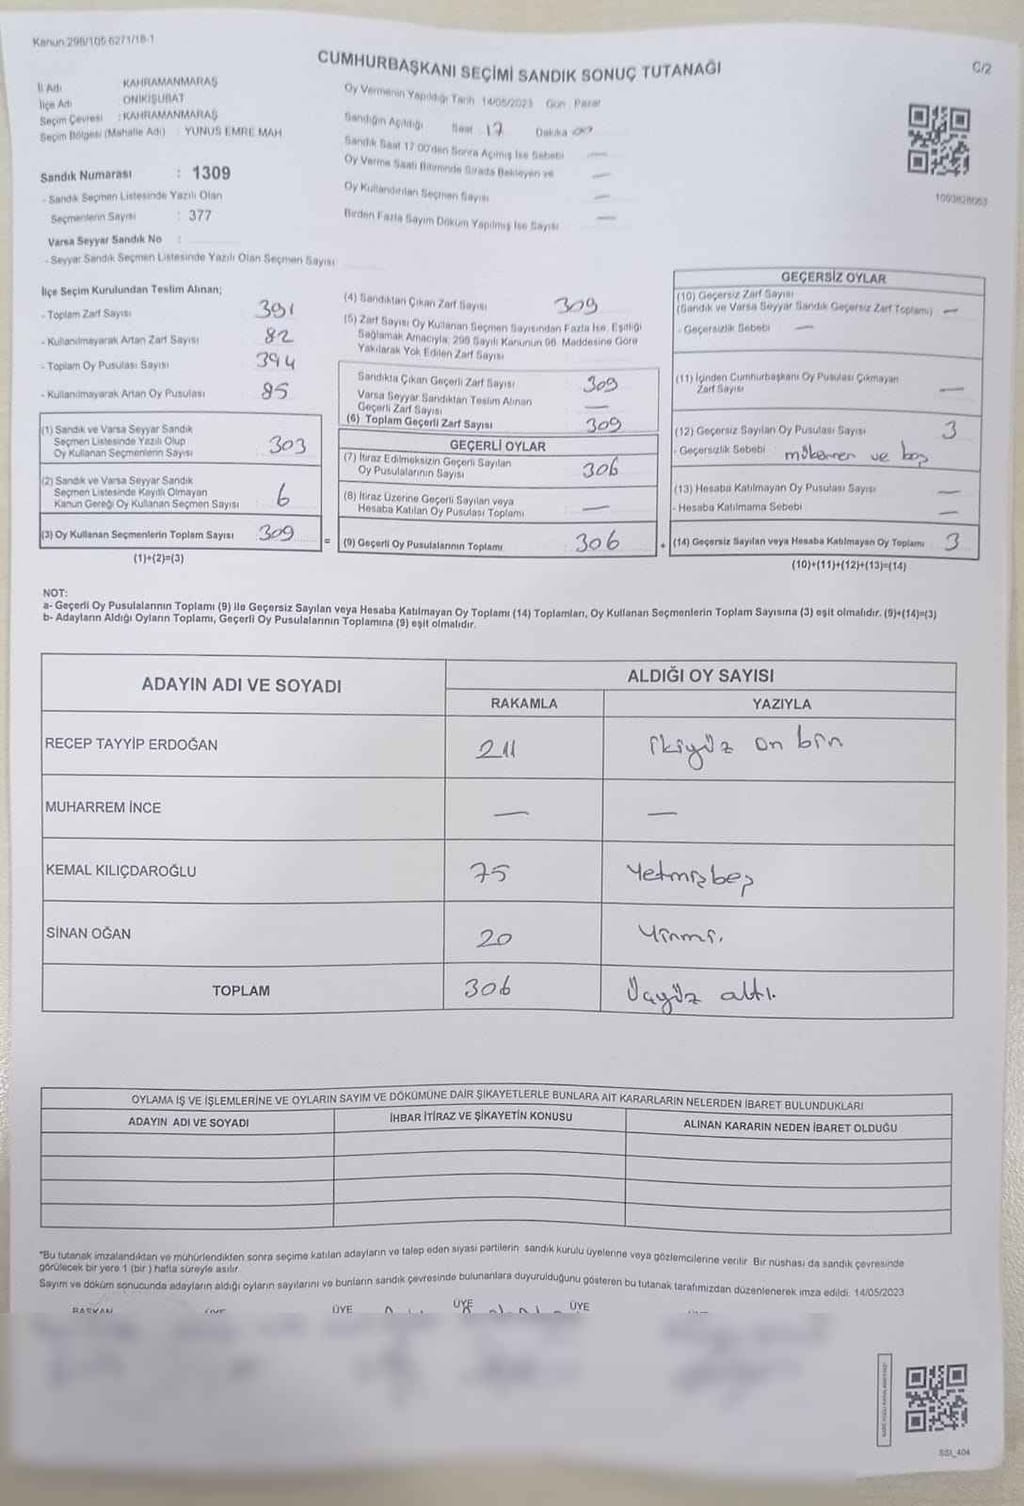 Kanun:298/105-6271/18-1
CUMHURBAŞKANI SEÇİMİ SANDIK SONUÇ TUTANAĞI
C/2
İl Adı KAHRAMANMARAŞ
İlçe Adı ONİKİŞUBAT
Seçim Çevresi : KAHRAMANMARAŞ
Seçim Bölgesi (Mahalle Adı) : YUNUS EMRE MAH
Oy Vermenin Yapıldığı Tarih 14/05/2023 Gün : Pazar
Sandığın Açıldığı Saat 17 Dakika
Sandık Saat 17:00'den Sonra Açılmış İse Sebebi —
Oy Verme Saati Bitiminde Sırada Bekleyen ve
Oy Kullandırılan Seçmen Sayısı —
Birden Fazla Sayım Döküm Yapılmış İse Sayısı —
Sandık Numarası : 1309
- Sandık Seçmen Listesinde Yazılı Olan
Seçmenlerin Sayısı : 377
Varsa Seyyar Sandık No :
- Seyyar Sandık Seçmen Listesinde Yazılı Olan Seçmen Sayısı
İlçe Seçim Kurulundan Teslim Alınan;
- Toplam Zarf Sayısı 391
- Kullanılmayarak Artan Zarf Sayısı 82
- Toplam Oy Pusulası Sayısı 394
- Kullanılmayarak Artan Oy Pusulası 85
(1) Sandık ve Varsa Seyyar Sandık
Seçmen Listesinde Yazılı Olup
Oy Kullanan Seçmenlerin Sayısı 303
(2) Sandık ve Varsa Seyyar Sandık
Seçmen Listesinde Kayıtlı Olmayan
Kanun Gereği Oy Kullanan Seçmen Sayısı 6
(3) Oy Kullanan Seçmenlerin Toplam Sayısı 309
(1)+(2)=(3)
(4) Sandıktan Çıkan Zarf Sayısı 309
(5) Zarf Sayısı Oy Kullanan Seçmen Sayısından Fazla İse, Eşitliği
Sağlamak Amacıyla; 298 Sayılı Kanunun 98. Maddesine Göre
Yakılarak Yok Edilen Zarf Sayısı
Sandıkta Çıkan Geçerli Zarf Sayısı 309
Varsa Seyyar Sandıktan Teslim Alınan
Geçerli Zarf Sayısı —
(6) Toplam Geçerli Zarf Sayısı 309
GEÇERLİ OYLAR
(7) İtiraz Edilmeksizin Geçerli Sayılan
Oy Pusulalarının Sayısı 306
(8) İtiraz Üzerine Geçerli Sayılan veya
Hesaba Katılan Oy Pusulası Toplamı —
= (9) Geçerli Oy Pusulalarının Toplamı 306
GEÇERSİZ OYLAR
(10) Geçersiz Zarf Sayısı
(Sandık ve Varsa Seyyar Sandık Geçersiz Zarf Toplamı) —
- Geçersizlik Sebebi —
(11) İçinden Cumhurbaşkanı Oy Pusulası Çıkmayan
Zarf Sayısı —
(12) Geçersiz Sayılan Oy Pusulası Sayısı 3
- Geçersizlik Sebebi mükerrer ve boş
(13) Hesaba Katılmayan Oy Pusulası Sayısı —
- Hesaba Katılmama Sebebi —
+ (14) Geçersiz Sayılan veya Hesaba Katılmayan Oy Toplamı 3
(10)+(11)+(12)+(13)=(14)
1093628063
NOT:
a- Geçerli Oy Pusulalarının Toplamı (9) ile Geçersiz Sayılan veya Hesaba Katılmayan Oy Toplamı (14) Toplamları, Oy Kullanan Seçmenlerin Toplam Sayısına (3) eşit olmalıdır. (9)+(14)=(3)
b- Adayların Aldığı Oyların Toplamı, Geçerli Oy Pusulalarının Toplamına (9) eşit olmalıdır.
ADAYIN ADI VE SOYADI ALDIĞI OY SAYISI
RAKAMLA YAZIYLA
RECEP TAYYİP ERDOĞAN 211 ikiyüz on bin
MUHARREM İNCE — —
KEMAL KILIÇDAROĞLU 75 Yetmişbeş
SİNAN OĞAN 20 Yirmi.
TOPLAM 306 Üçyüz altı.
OYLAMA İŞ VE İŞLEMLERİNE VE OYLARIN SAYIM VE DÖKÜMÜNE DAİR ŞİKAYETLERLE BUNLARA AİT KARARLARIN NELERDEN İBARET BULUNDUKLARI
ADAYIN ADI VE SOYADI İHBAR İTİRAZ VE ŞİKAYETİN KONUSU ALINAN KARARIN NEDEN İBARET OLDUĞU
"Bu tutanak imzalandıktan ve mühürlendikten sonra seçime katılan adayların ve talep eden siyasi partilerin sandık kurulu üyelerine veya gözlemcilerine verilir. Bir nüshası da sandık çevresinde
görülecek bir yere 1 (bir ) hafta süreyle asılır.
Sayım ve döküm sonucunda adayların aldığı oyların sayılarını ve bunların sandık çevresinde bulunanlara duyurulduğunu gösteren bu tutanak tarafımızdan düzenlenerek imza edildi. 14/05/2023
BAŞKAN ÜYE ÜYE ÜYE ÜYE
SSI_404